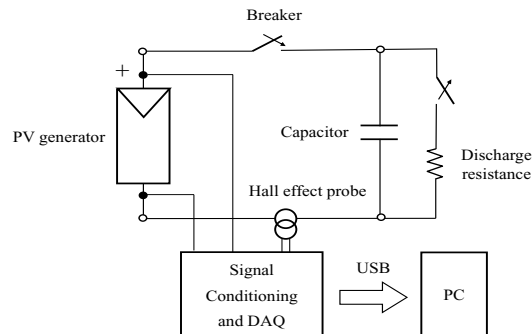 Breaker
+
PV generator
Capacitor
Discharge
resistance
Hall effect probe
Signal
Conditioning
and DAQ
USB
PC